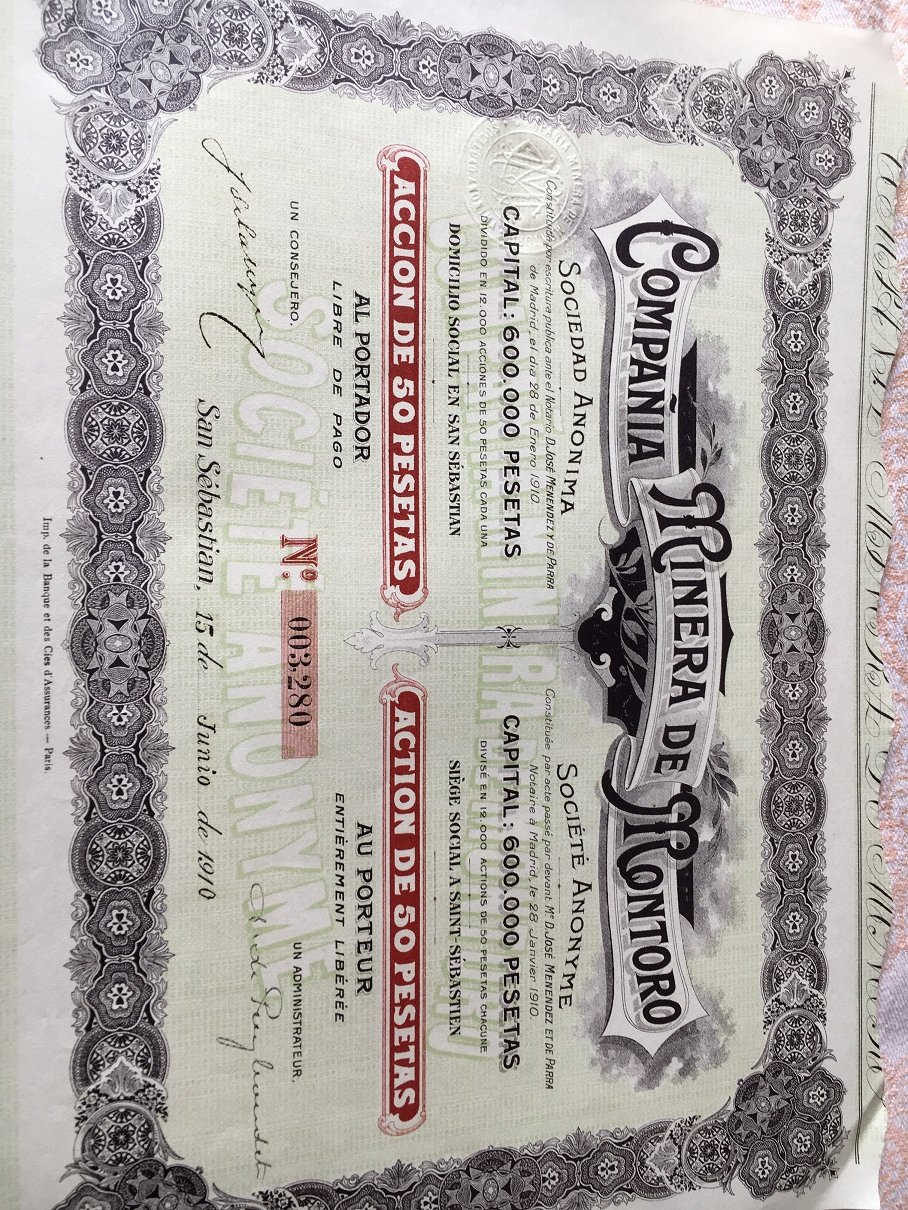 COMPAÑIA MINERA DE MONTORO
SOCIEDAD ANONIMA
Constituida por escritura publica ante el Notario D. JOSÉ MENENDEZ Y DE PARRA
de Madrid, el dia 28 de Enero 1910.
CAPITAL: 600.000 PESETAS
DIVIDIDO EN 12 000 ACCIONES DE 50 PESETAS CADA UNA
DOMICILIO SOCIAL EN SAN SÉBASTIAN
ACCION DE 50 PESETAS
AL PORTADOR
LIBRE DE PAGO
UN CONSEJERO.
SOCIÉTÉ ANONYME
Constituée par acte passé par devant Me D. JOSÉ MENENDEZ ET DE PARRA
Notaire à Madrid, le 28 Janvier 1910.
CAPITAL: 600.000 PESETAS
DIVISÉ EN 12.000 ACTIONS DE 50 PESETAS CHACUNE
SIÈGE SOCIAL A SAINT-SÉBASTIEN
ACTION DE 50 PESETAS
AU PORTEUR
ENTIÈREMENT LIBÉRÉE
UN ADMINISTRATEUR
No. 003,280
SOCIÉTÉ ANONYME
San Sébastian, 15 de Junio de 1910
Imp. de la Banque et des Cies d'Assurances — Paris.